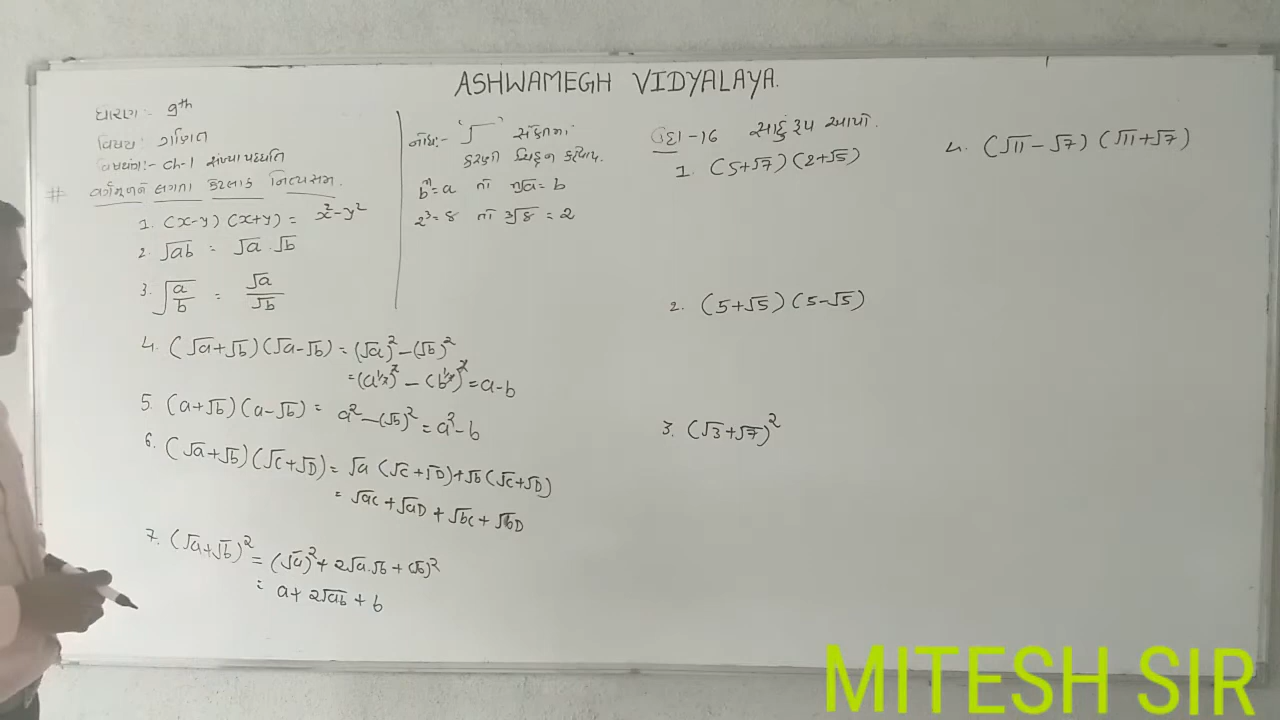 ASHWAMEGH VIDYALAYA.
ધોરણ:- 9th
વિષય: ગણિત
વિષયાંગ:- Ch-1 સંખ્યા પદ્ધતિ
# વર્ગમૂળને લગતા કેટલાક નિત્યસમ.
1. (x-y) (x+y) = x²-y²
2. √ab = √a . √b
3. √(a/b) = √a/√b
4. (√a+√b)(√a-√b) = (√a)² - (√b)²
= (a^1/2)² - (b^1/2)² = a-b
5. (a+√b)(a-√b) = a² - (√b)² = a² - b
6. (√a+√b)(√c+√D) = √a (√c+√D) + √b (√c+√D)
= √ac + √aD + √bc + √bD
7. (√a+√b)² = (√a)² + 2√a.√b + (√b)²
= a + 2√ab + b
નોંધ:- '√' સંકેતમાં
કરણી ચિહ્ન કહેવાય.
bⁿ = a તો ⁿ√a = b
2³ = 8 તો ³√8 = 2
ઉદા-16 સાદું રૂપ આપો.
1. (5+√7) (2+√5)
2. (5+√5) (5-√5)
3. (√3+√7)²
4. (√11-√7) (√11+√7)
MITESH SIR